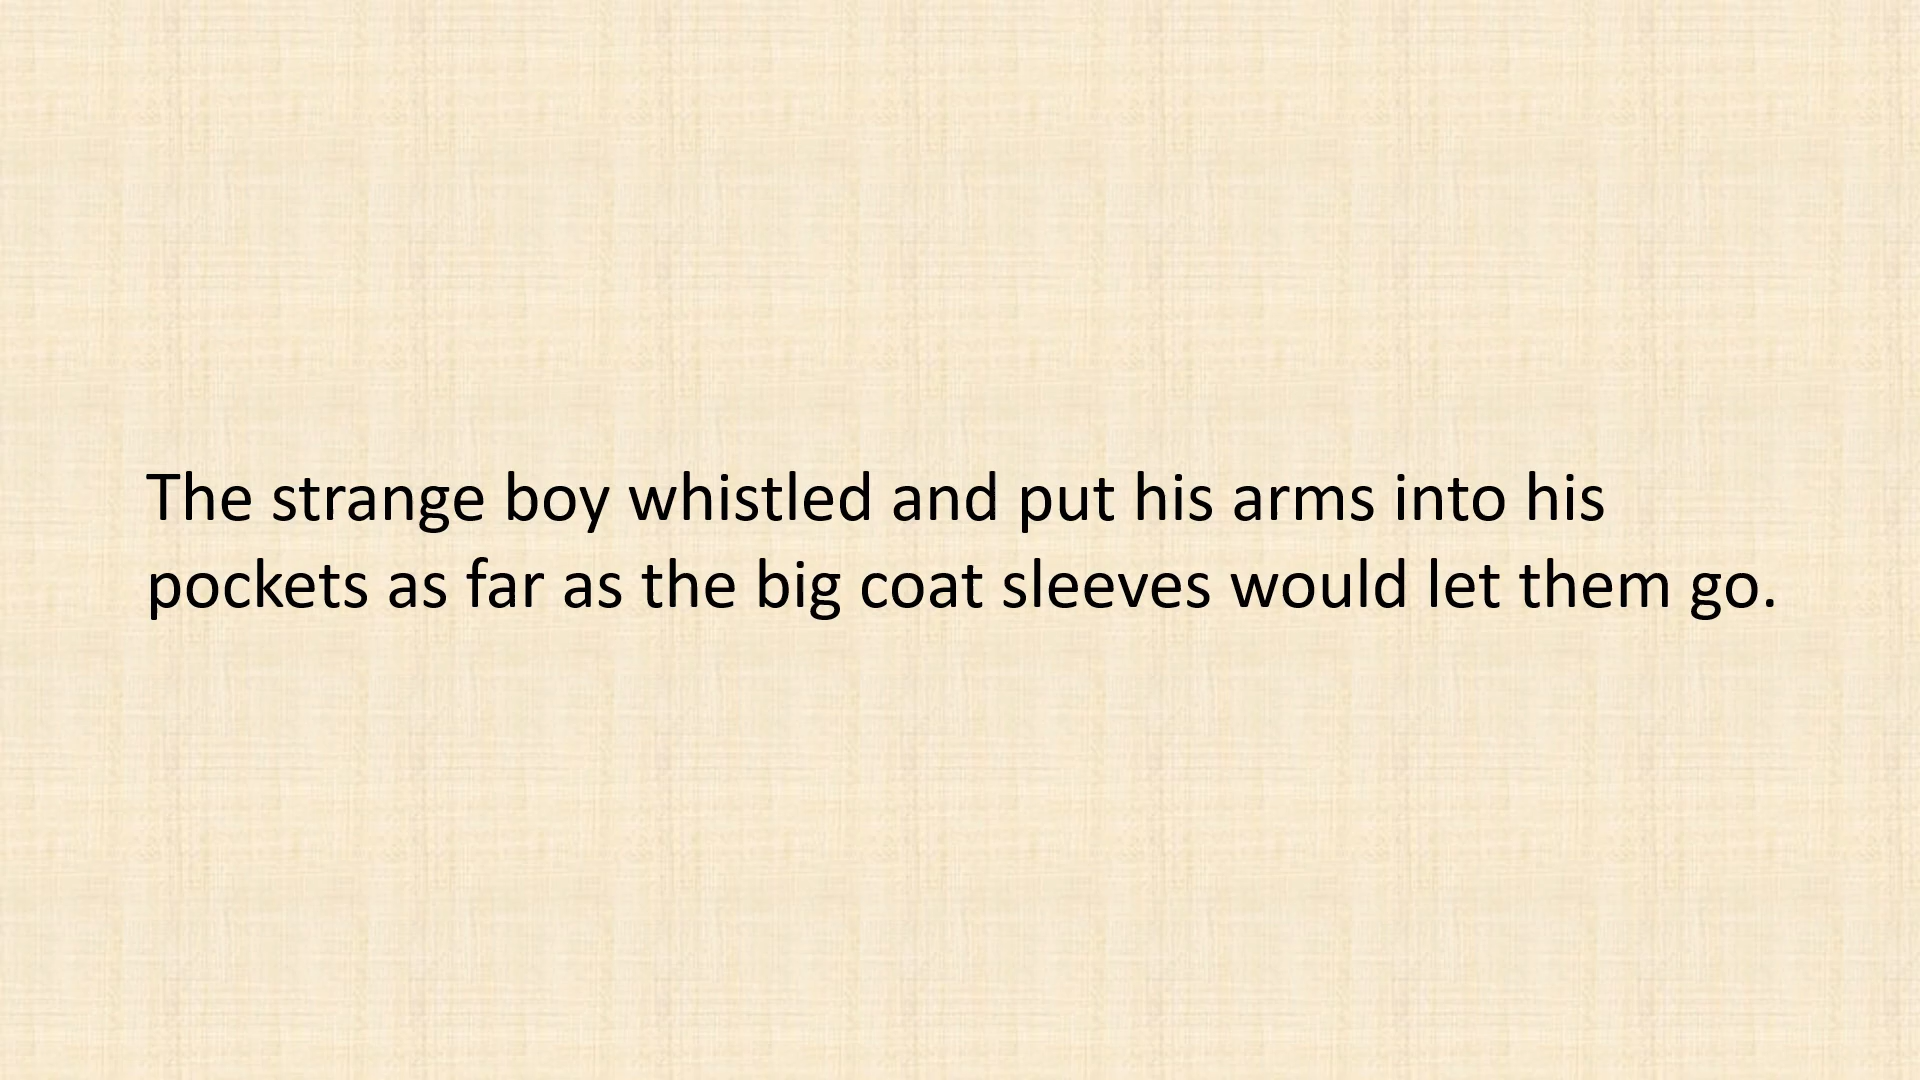 The strange boy whistled and put his arms into his
pockets as far as the big coat sleeves would let them go.